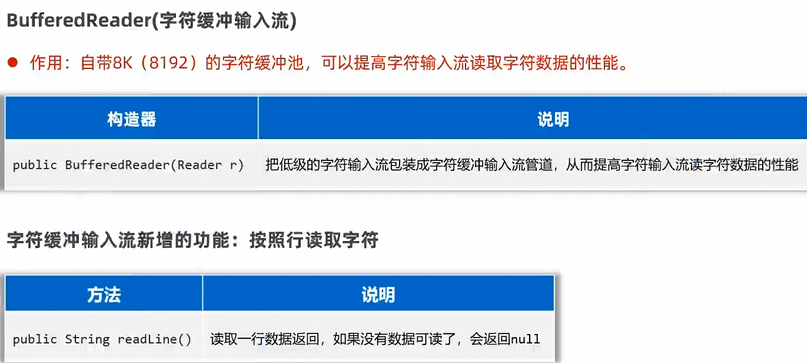 BufferedReader(字符缓冲输入流)
● 作用：自带8K（8192）的字符缓冲池，可以提高字符输入流读取字符数据的性能。
构造器 说明
public BufferedReader(Reader r) 把低级的字符输入流包装成字符缓冲输入流管道，从而提高字符输入流读字符数据的性能
字符缓冲输入流新增的功能：按照行读取字符
方法 说明
public String readLine() 读取一行数据返回，如果没有数据可读了，会返回null